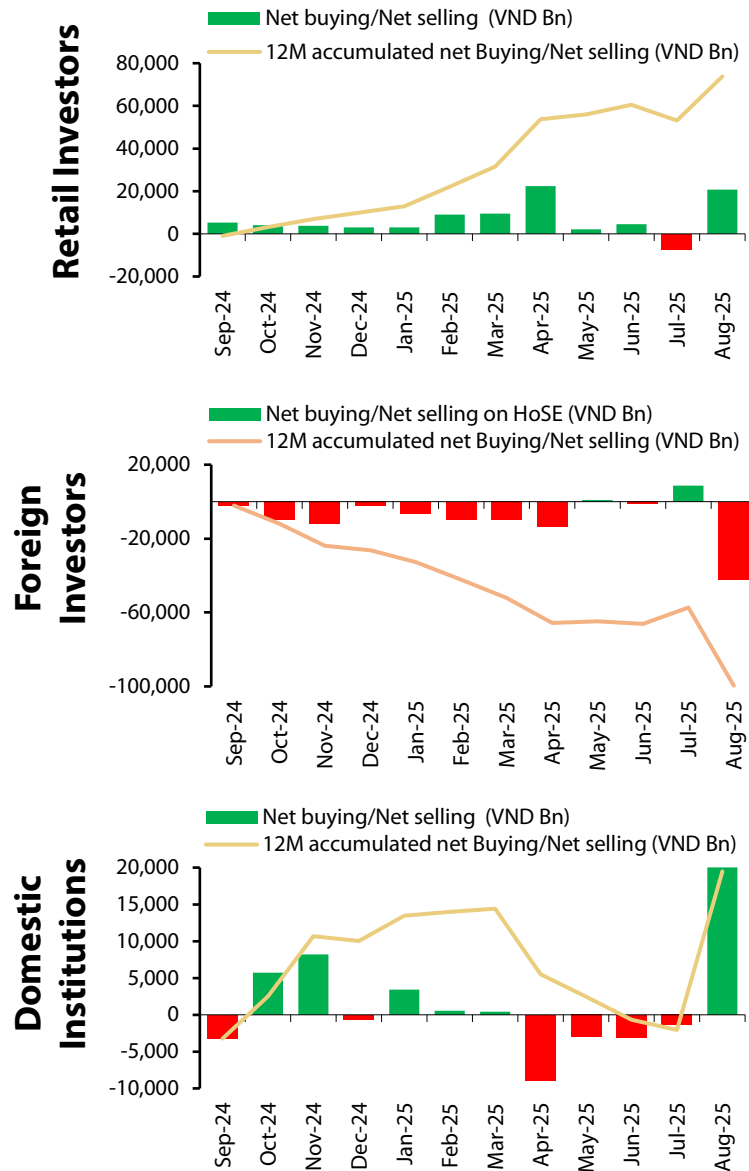 Retail Investors
Net buying/Net selling (VND Bn)
12M accumulated net Buying/Net selling (VND Bn)
80,000
60,000
40,000
20,000
0
-20,000
Sep-24
Oct-24
Nov-24
Dec-24
Jan-25
Feb-25
Mar-25
Apr-25
May-25
Jun-25
Jul-25
Aug-25
Foreign
Investors
Net buying/Net selling on HoSE (VND Bn)
12M accumulated net Buying/Net selling (VND Bn)
20,000
-20,000
-60,000
-100,000
Sep-24
Oct-24
Nov-24
Dec-24
Jan-25
Feb-25
Mar-25
Apr-25
May-25
Jun-25
Jul-25
Aug-25
Domestic
Institutions
Net buying/Net selling (VND Bn)
12M accumulated net Buying/Net selling (VND Bn)
20,000
15,000
10,000
5,000
0
-5,000
-10,000
Sep-24
Oct-24
Nov-24
Dec-24
Jan-25
Feb-25
Mar-25
Apr-25
May-25
Jun-25
Jul-25
Aug-25